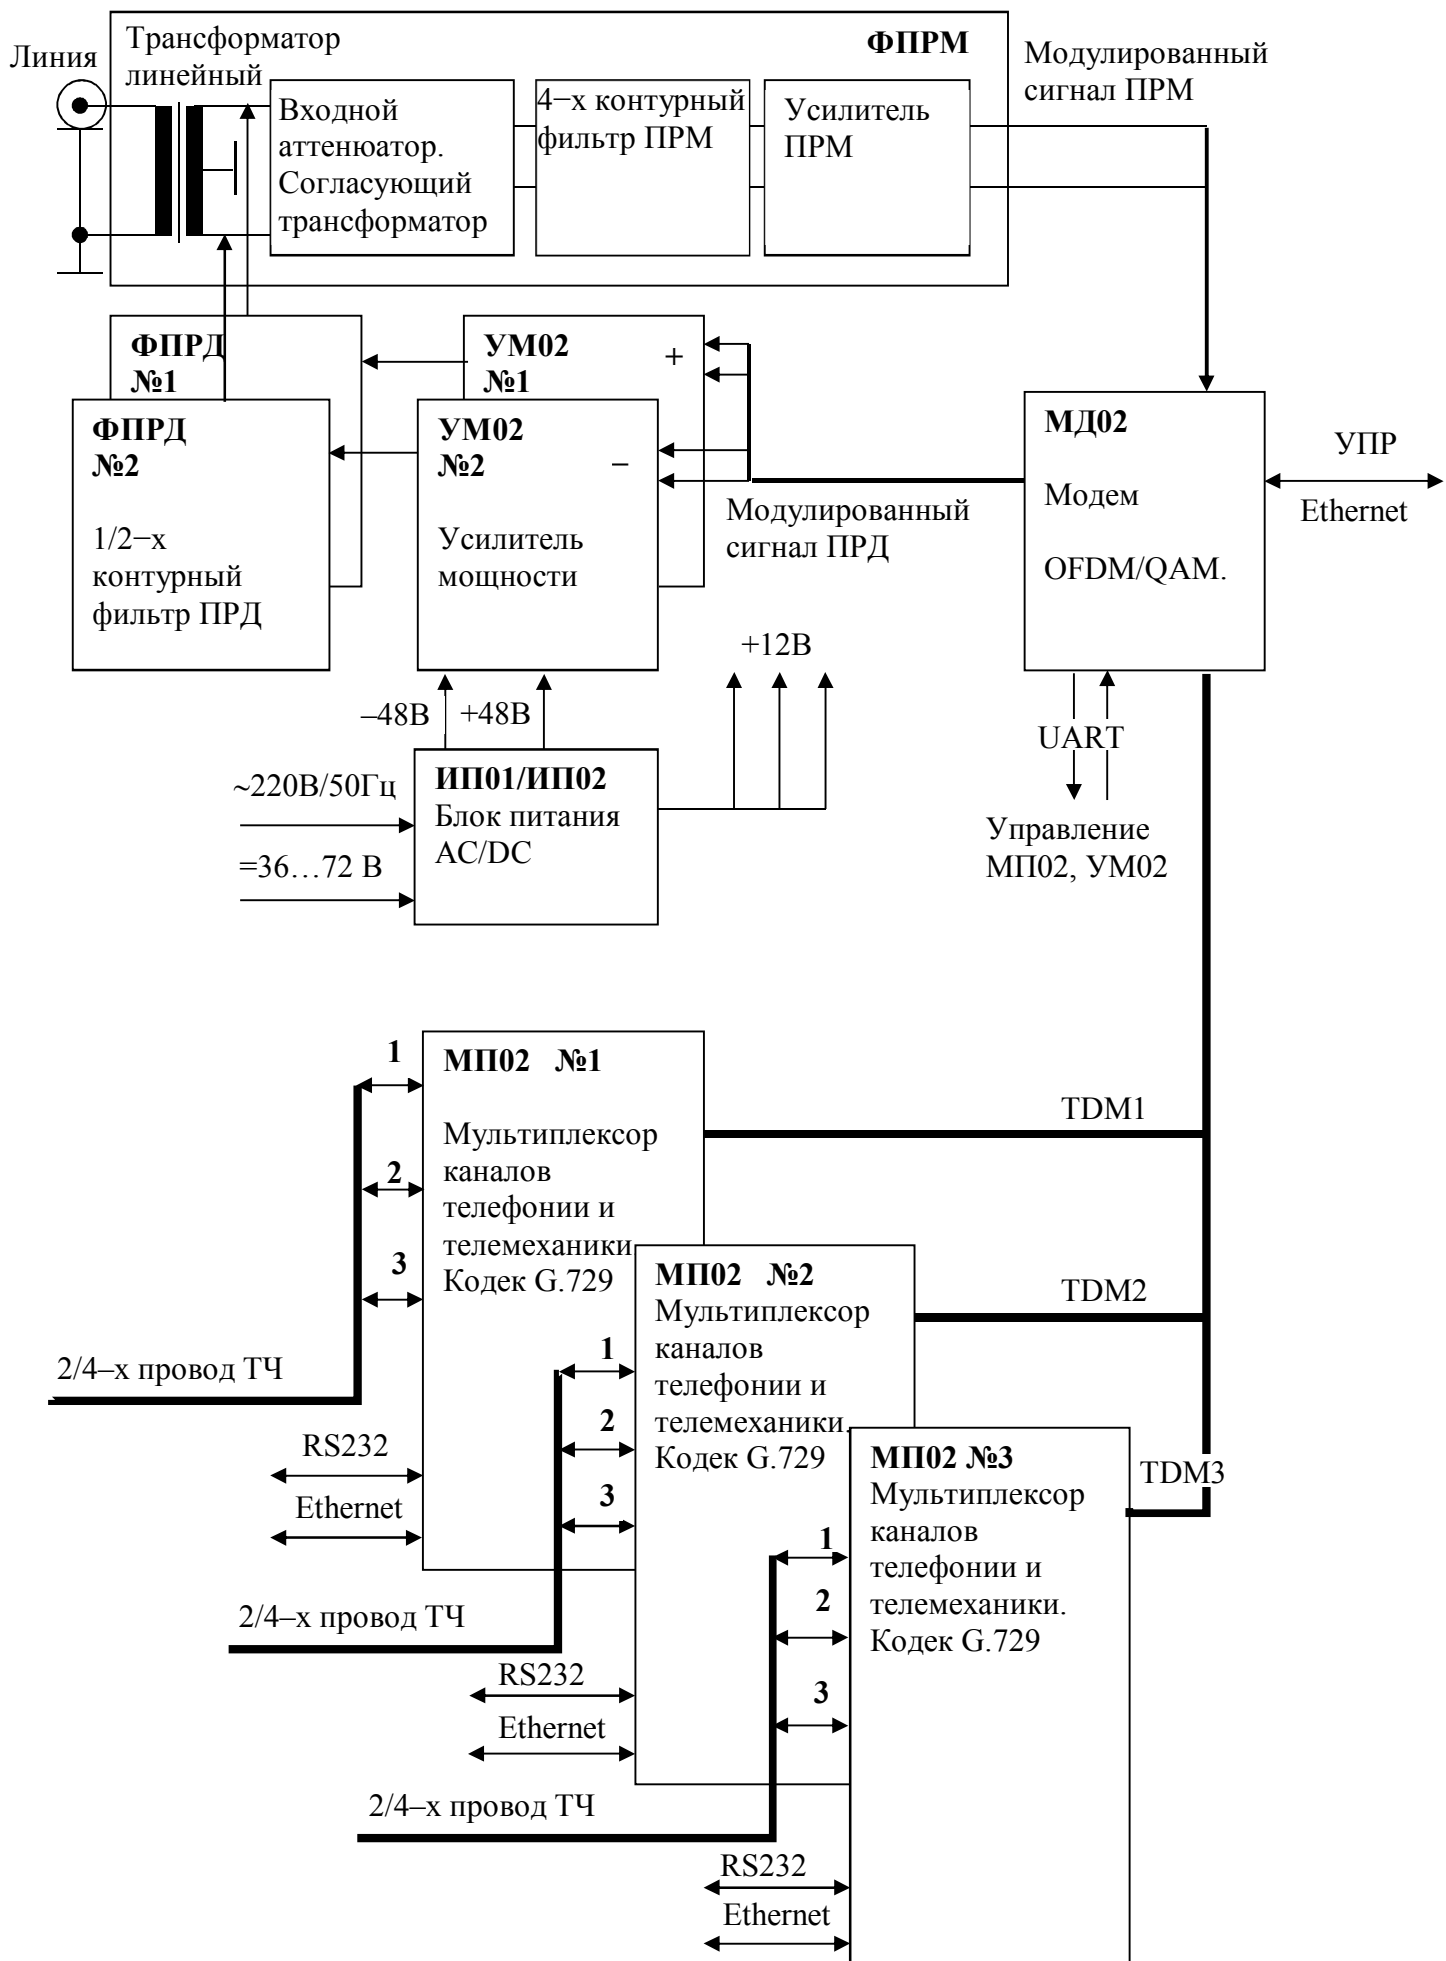 Линия
Трансформатор
линейный
ФПРМ
Входной
аттенюатор.
Согласующий
трансформатор
4−х контурный
фильтр ПРМ
Усилитель
ПРМ
Модулированный
сигнал ПРМ
ФПРД
№1
ФПРД
№2
1/2−х
контурный
фильтр ПРД
УМ02
№1
+
УМ02
№2
−
Усилитель
мощности
Модулированный
сигнал ПРД
МД02
Модем
OFDM/QAM.
УПР
Ethernet
+12В
–48В
+48В
UART
Управление
МП02, УМ02
~220В/50Гц
=36…72 В
ИП01/ИП02
Блок питания
AC/DC
1
2
3
МП02 №1
Мультиплексор
каналов
телефонии и
телемеханики
Кодек G.729
TDM1
2/4–х провод ТЧ
RS232
Ethernet
1
2
3
МП02 №2
Мультиплексор
каналов
телефонии и
телемеханики.
Кодек G.729
TDM2
2/4–х провод ТЧ
RS232
Ethernet
1
2
3
МП02 №3
Мультиплексор
каналов
телефонии и
телемеханики.
Кодек G.729
TDM3
2/4–х провод ТЧ
RS232
Ethernet